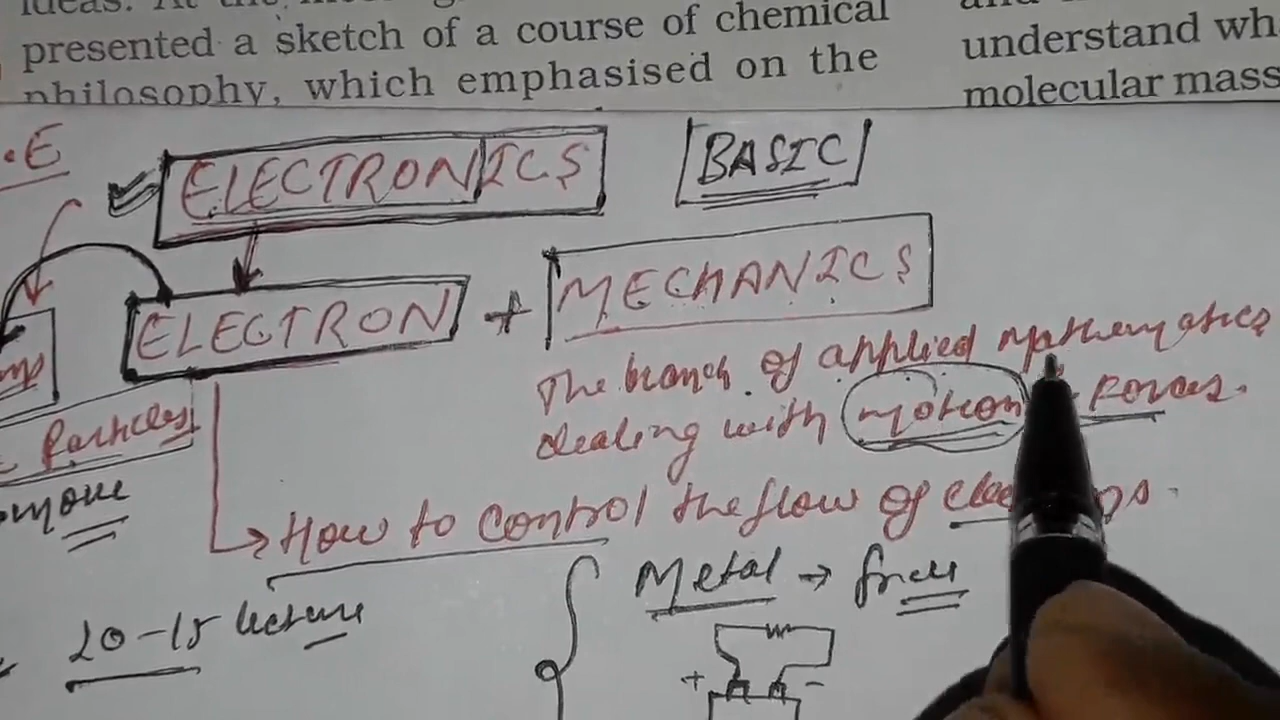 presented a sketch of a course of chemical
philosophy, which emphasised on the
understand wh
molecular mass
.E
ELECTRONICS
BASIC
ELECTRON + MECHANICS
The branch of applied Mathematics
dealing with motion Forces.
Particles
move
→ How to control the flow of
20-15 lecture
Metal → free
+ -